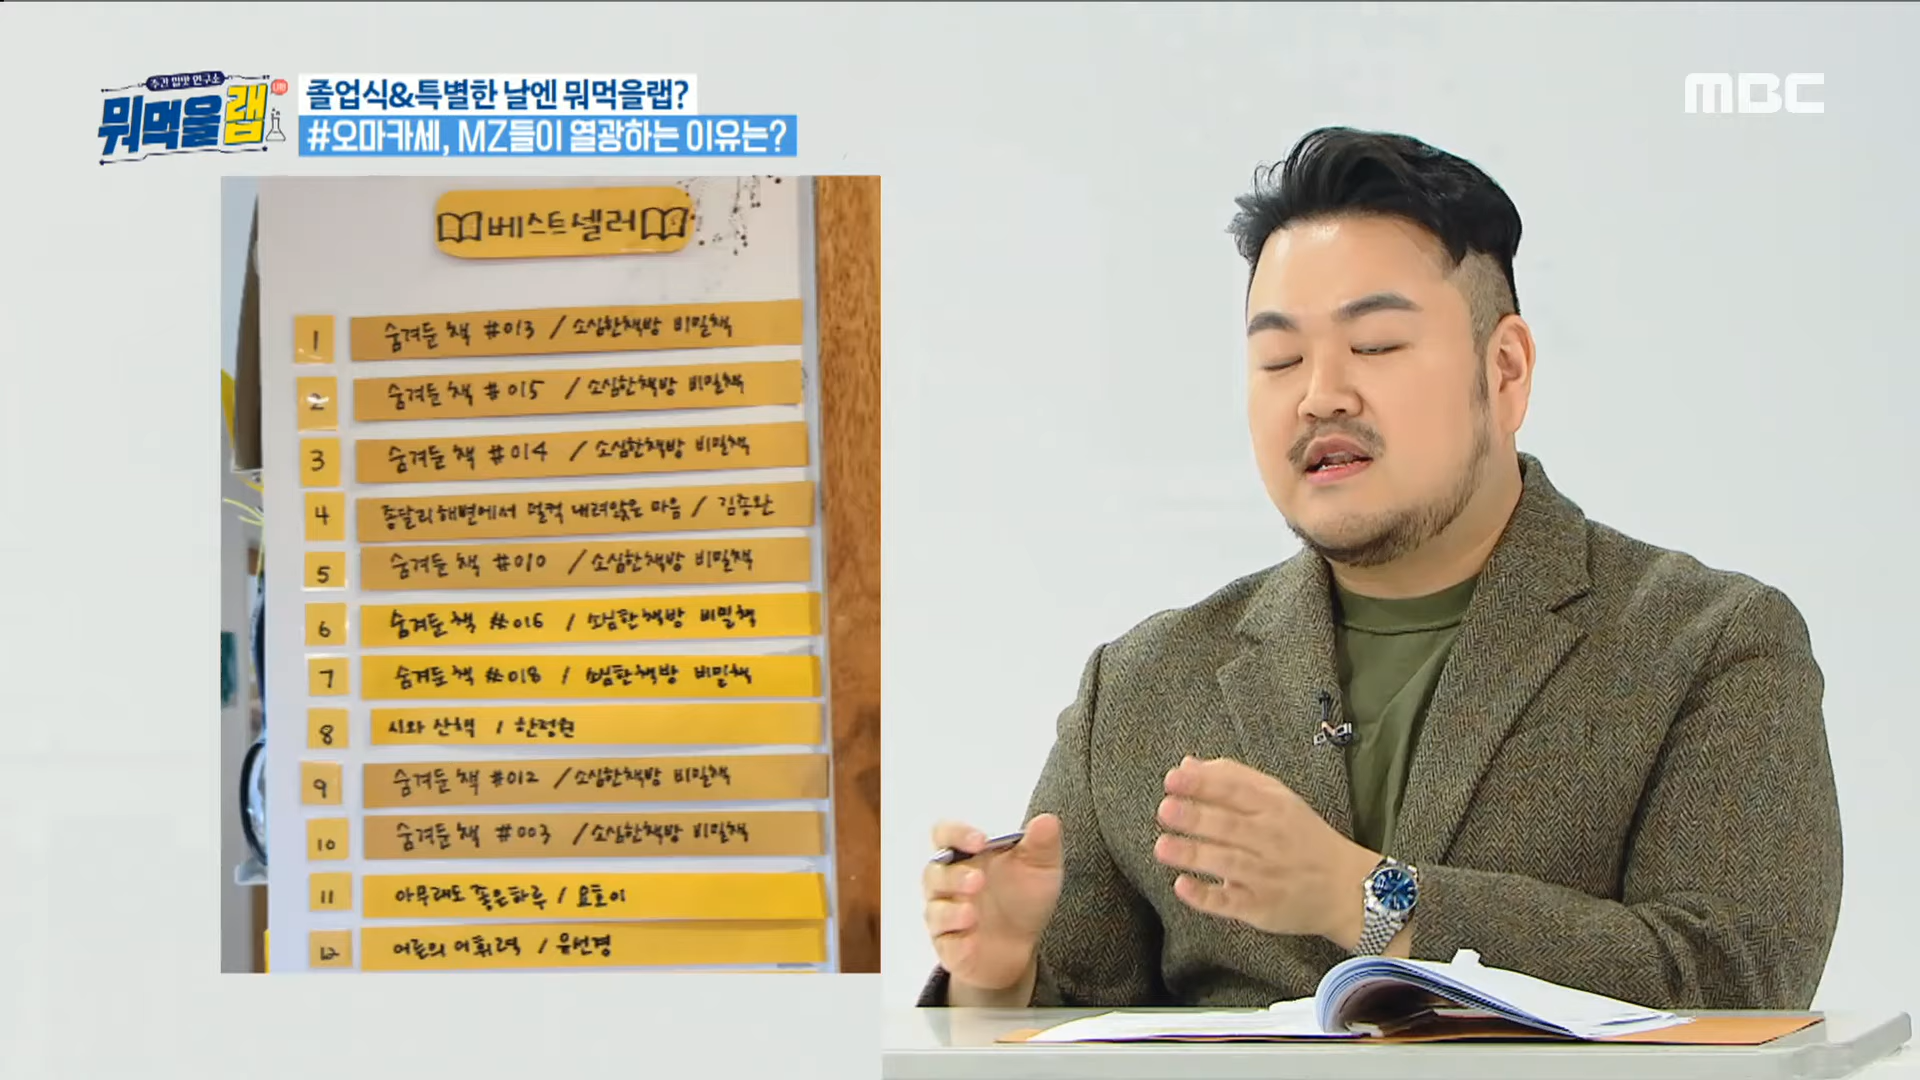 주간 입맛 연구소
뭐먹을랩
졸업식&특별한 날엔 뭐먹을랩?
#오마카세, MZ들이 열광하는 이유는?
MBC
베스트셀러
1 숨겨둔 책 #013 / 소심한책방 비밀책
2 숨겨둔 책 #015 / 소심한책방 비밀책
3 숨겨둔 책 #014 / 소심한책방 비밀책
4 종달리 해변에서 덜컥 내려앉은 마음 / 김종완
5 숨겨둔 책 #010 / 소심한책방 비밀책
6 숨겨둔 책 #016 / 소심한책방 비밀책
7 숨겨둔 책 #018 / 소심한책방 비밀책
8 시와 산책 / 한정원
9 숨겨둔 책 #012 / 소심한책방 비밀책
10 숨겨둔 책 #003 / 소심한책방 비밀책
11 아무래도 좋은하루 / 요호이
12 어른의 어휘력 / 유선경